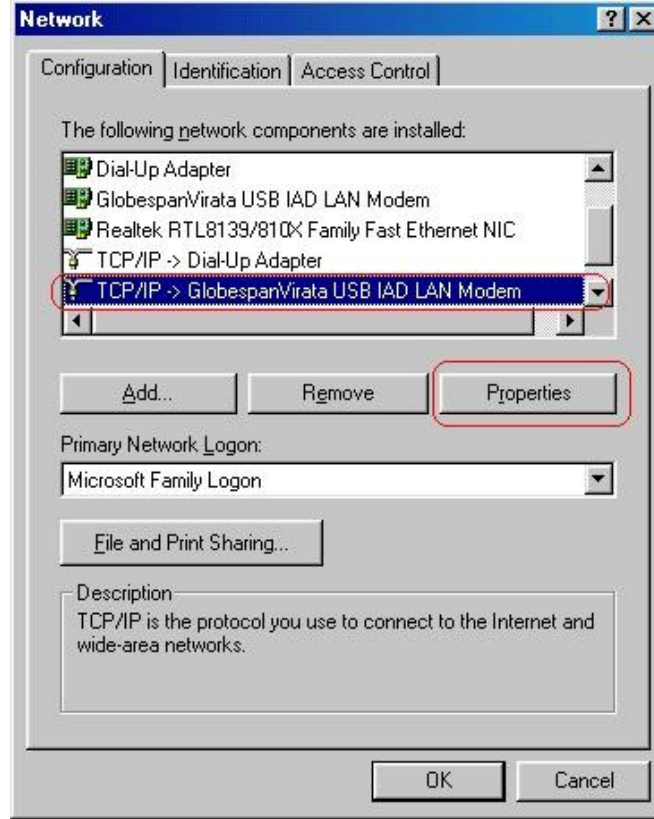 Network
Configuration Identification Access Control
The following network components are installed:
Dial-Up Adapter
GlobespanVirata USB IAD LAN Modem
Realtek RTL8139/810X Family Fast Ethernet NIC
TCP/IP -> Dial-Up Adapter
TCP/IP -> GlobespanVirata USB IAD LAN Modem
Add... Remove Properties
Primary Network Logon:
Microsoft Family Logon
File and Print Sharing...
Description
TCP/IP is the protocol you use to connect to the Internet and
wide-area networks.
OK Cancel